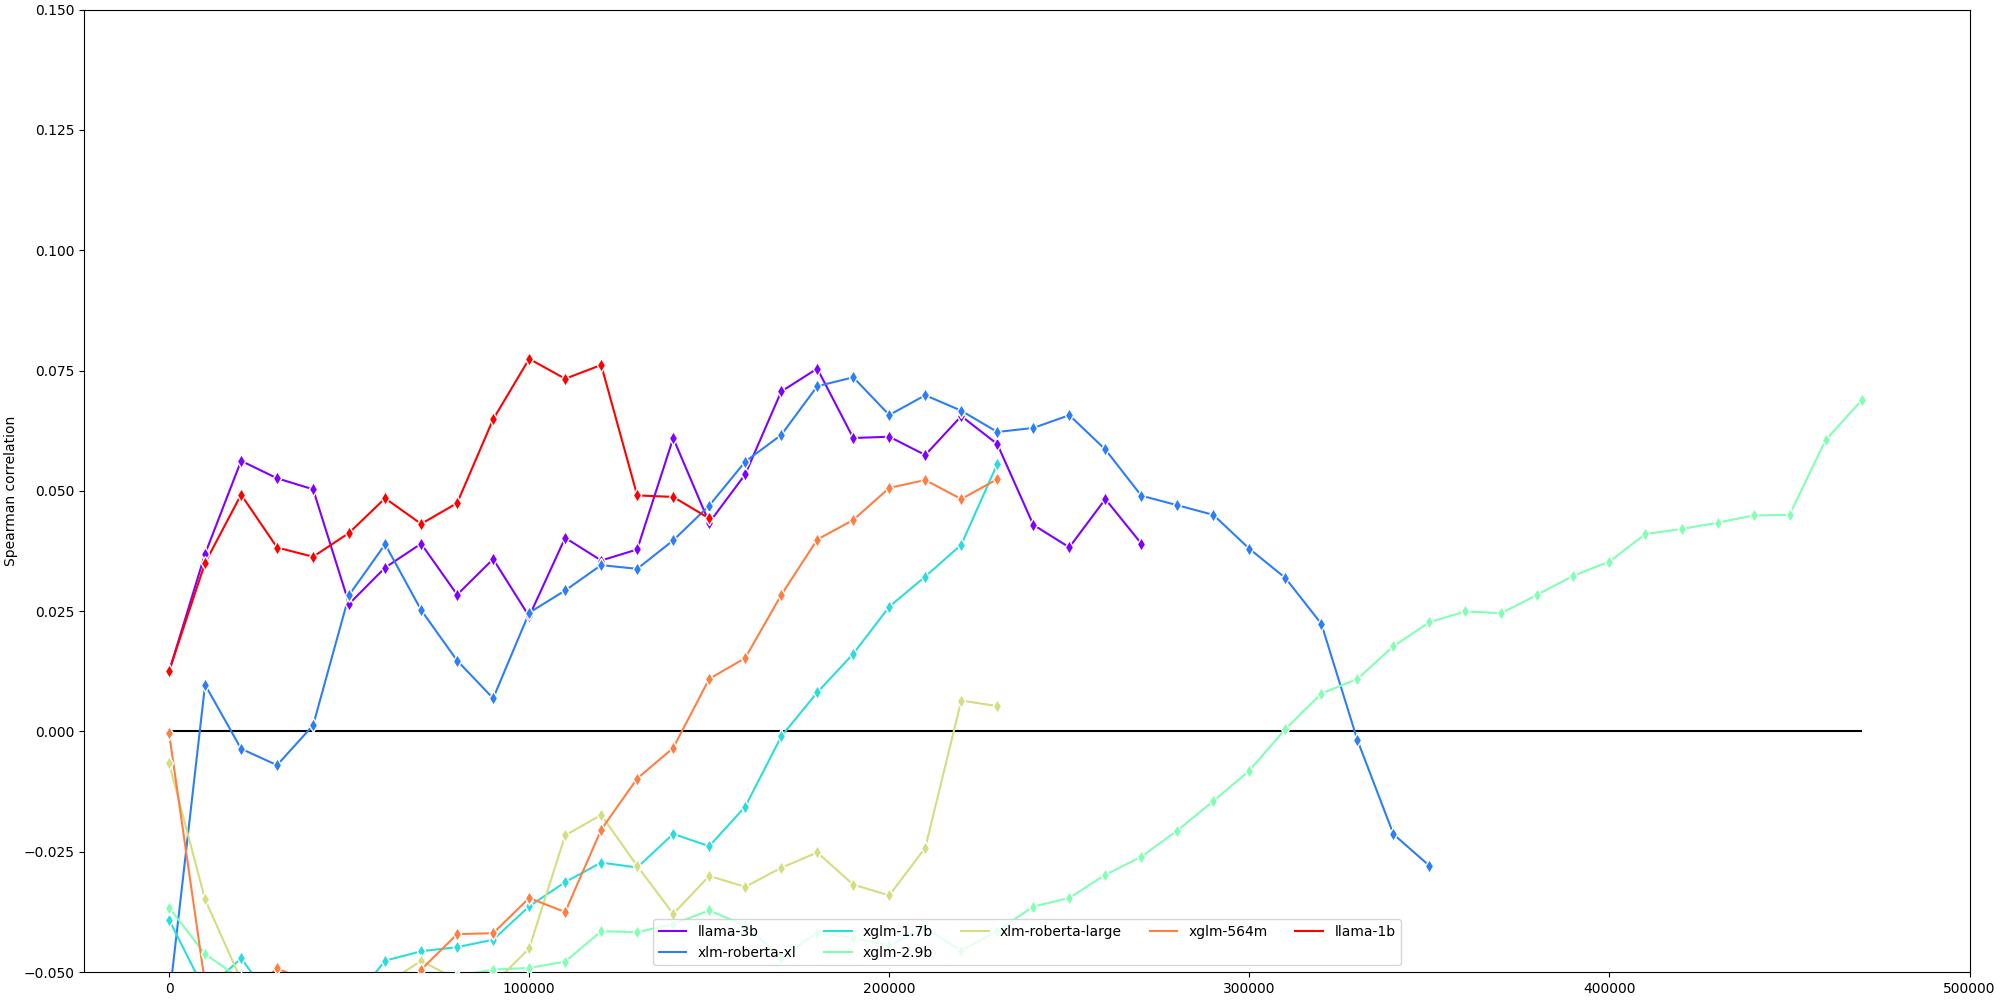 0.150
0.125
0.100
0.075
0.050
0.025
0.000
−0.025
−0.050
Spearman correlation
llama-3b xglm-1.7b xlm-roberta-large xglm-564m llama-1b
xlm-roberta-xl xglm-2.9b
0 100000 200000 300000 400000 500000